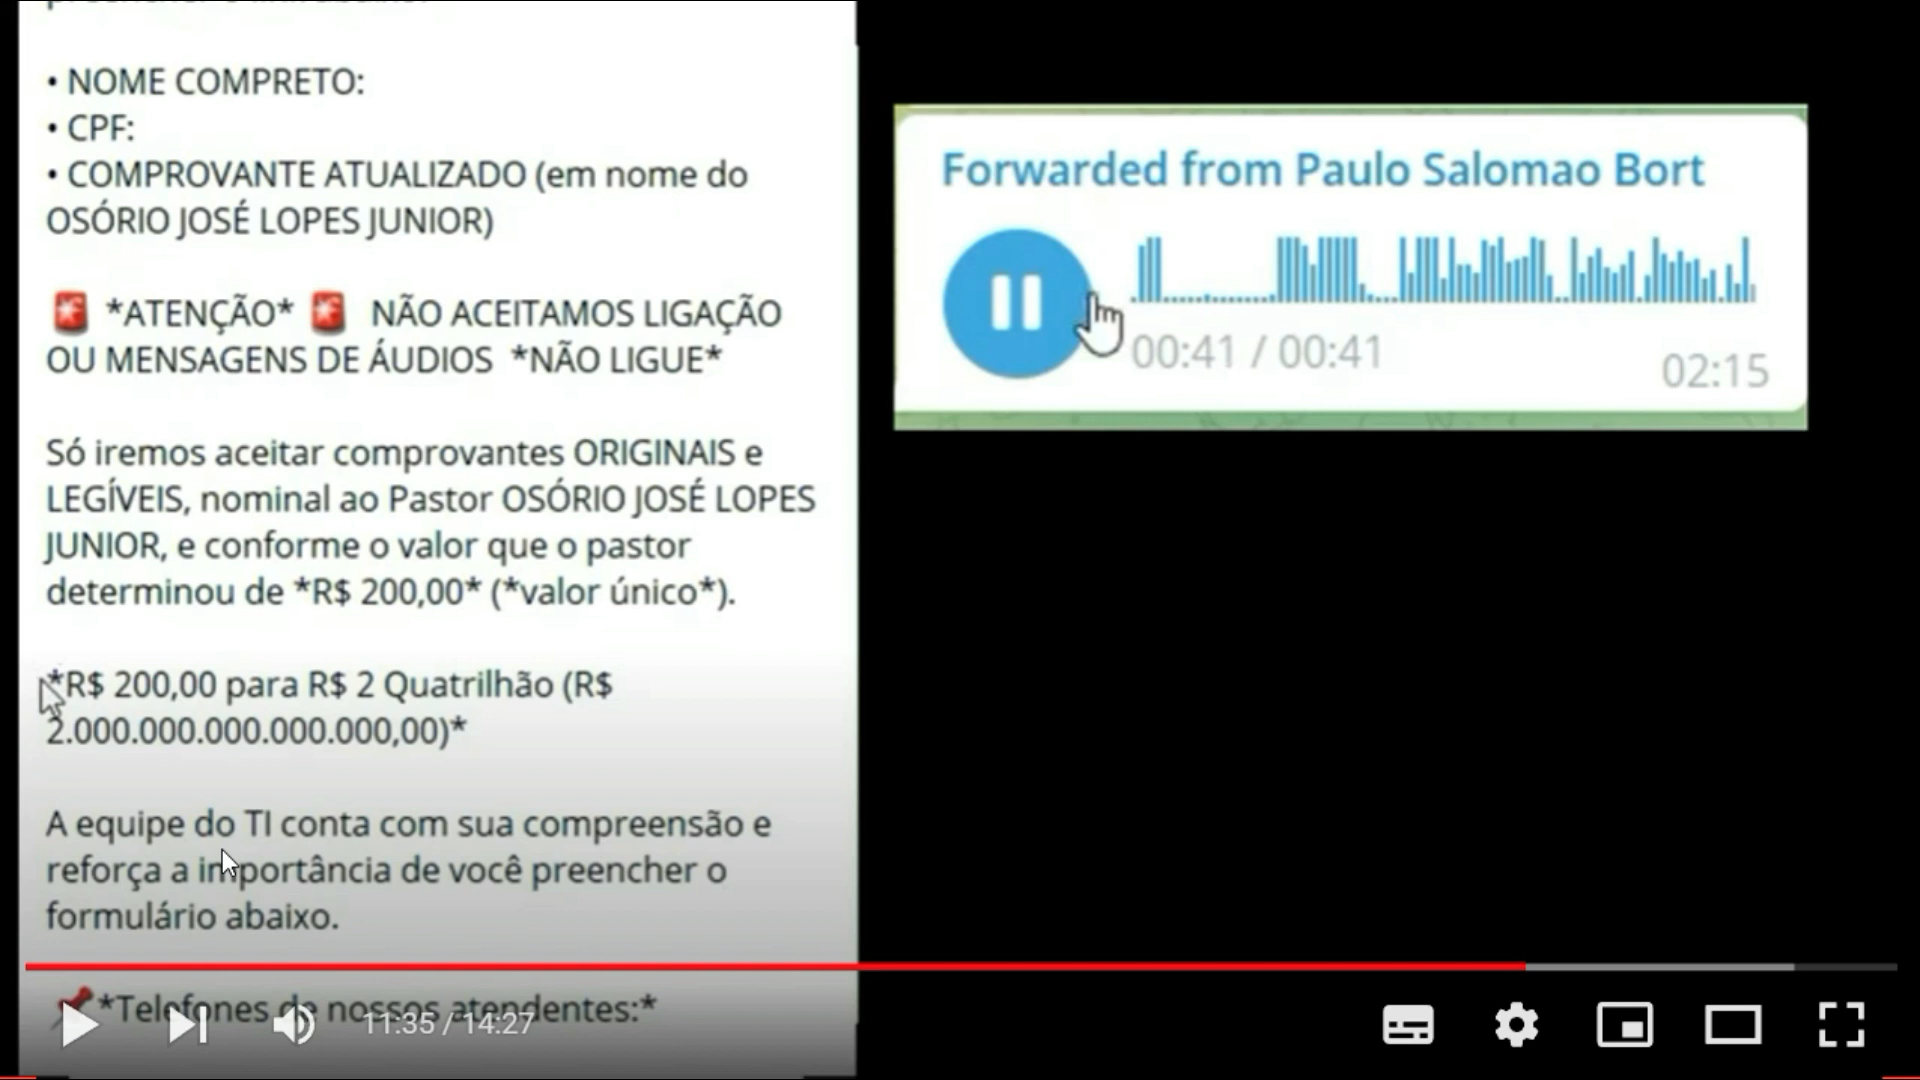 • NOME COMPRETO:
• CPF:
• COMPROVANTE ATUALIZADO (em nome do
OSÓRIO JOSÉ LOPES JUNIOR)
*ATENÇÃO* NÃO ACEITAMOS LIGAÇÃO
OU MENSAGENS DE ÁUDIOS *NÃO LIGUE*
Só iremos aceitar comprovantes ORIGINAIS e
LEGÍVEIS, nominal ao Pastor OSÓRIO JOSÉ LOPES
JUNIOR, e conforme o valor que o pastor
determinou de *R$ 200,00* (*valor único*).
*R$ 200,00 para R$ 2 Quatrilhão (R$
2.000.000.000.000.000,00)*
A equipe do TI conta com sua compreensão e
reforça a importância de você preencher o
formulário abaixo.
*Telefones de nossos atendentes:*
11:35 / 14:27
Forwarded from Paulo Salomao Bort
00:41 / 00:41
02:15